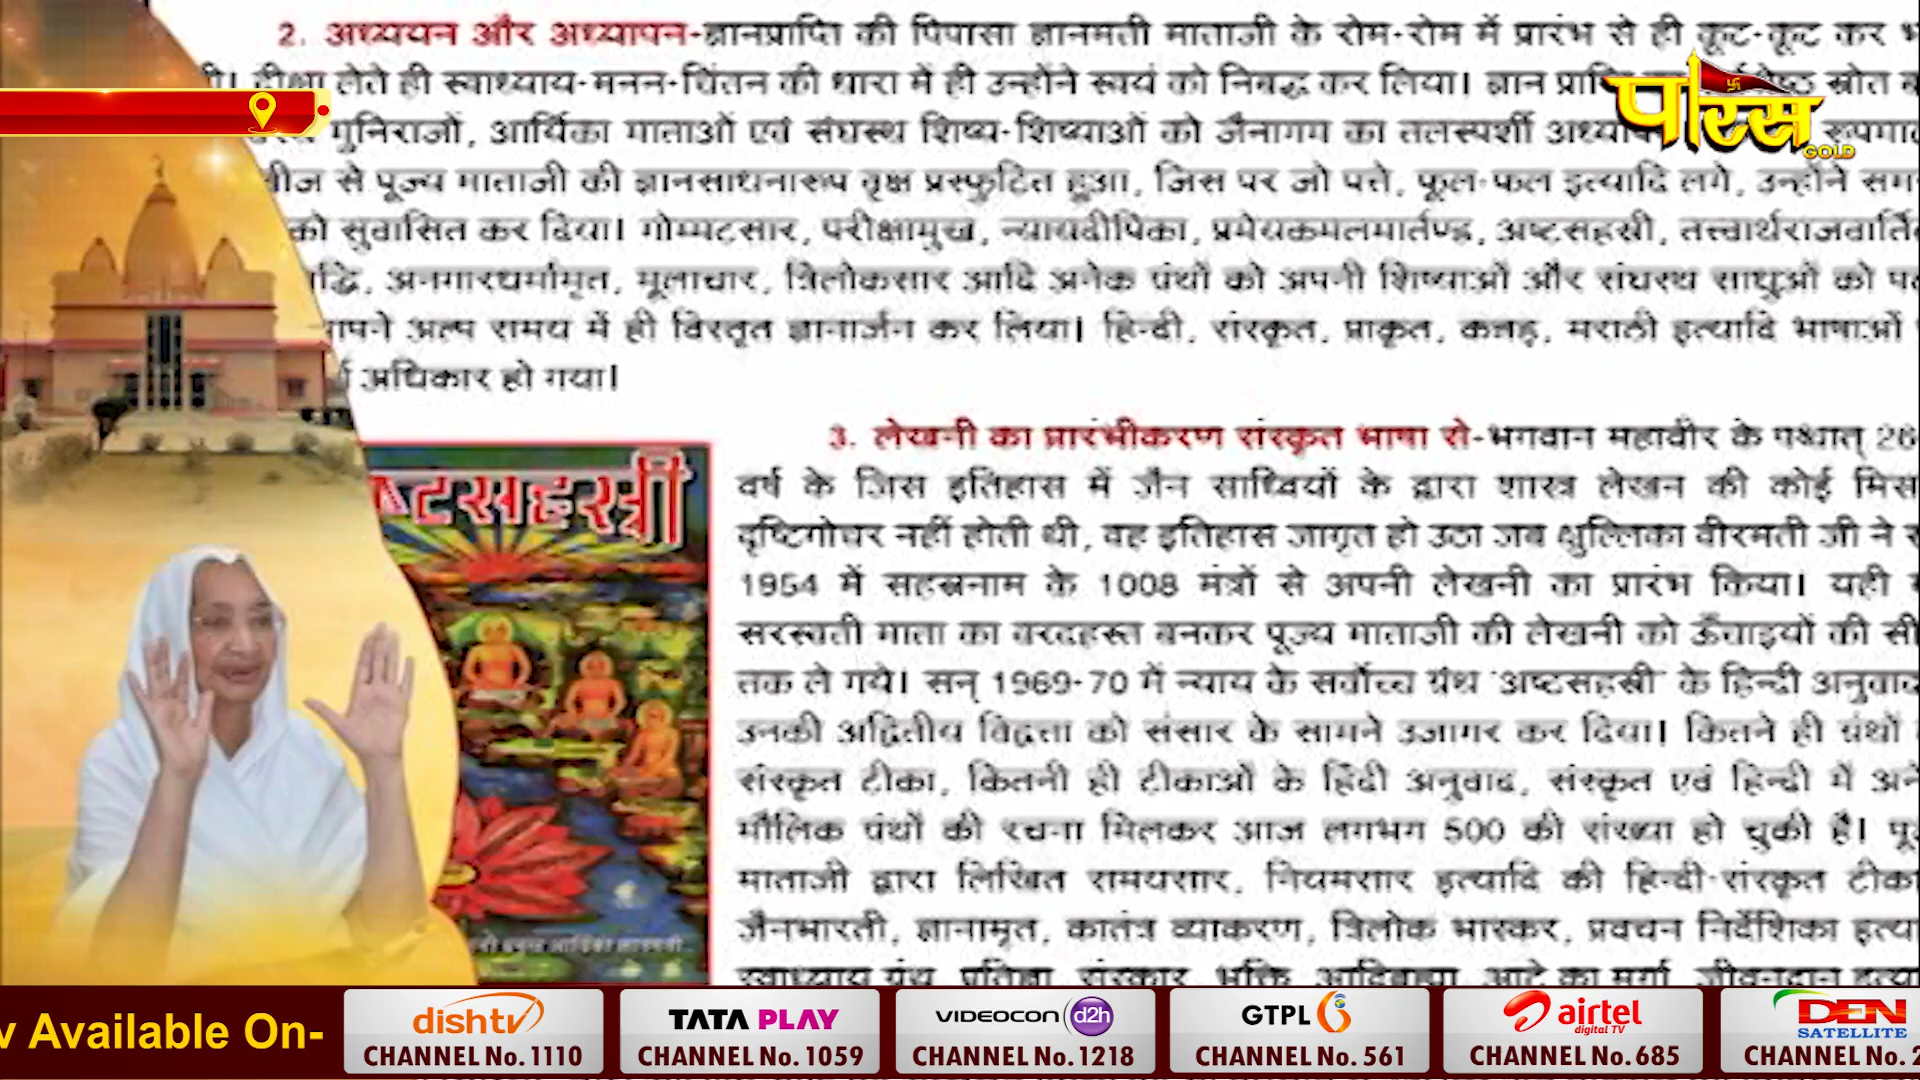 2. अध्ययन और अध्यापन-ज्ञानप्राप्ति की पिपासा ज्ञानमती माताजी के रोम-रोम में प्रारंभ से ही कूट-कूट कर
दीक्षा लेते ही स्वाध्याय-मनन-चिंतन की धारा में ही उन्होंने स्वयं को निबद्ध कर लिया। ज्ञान स्रोत
पारस
GOLD
मुनिराजों, आर्यिका माताओं एवं संघस्थ शिष्य-शिष्याओं को जैनागम का तलस्पर्शी
बीज से पूज्य माताजी की ज्ञानसाधनारूप वृक्ष प्रस्फुटित हुआ, जिस पर जो पत्ते, फूल-फल इत्यादि लगे, उन्होंने
को सुवासित कर दिया। गोम्मटसार, परीक्षामुख, न्यायदीपिका, प्रमेयकमलमार्तण्ड, अष्टसहस्री,
अनगारधर्मामृत, मूलाचार, त्रिलोकसार आदि अनेक ग्रंथों को अपनी शिष्याओं और संघस्थ साधुओं को
अल्प समय में ही विस्तृत ज्ञानार्जन कर लिया। हिन्दी, संस्कृत, प्राकृत, कन्नड़, मराठी इत्यादि भाषाओं
अधिकार हो गया।
3. लेखनी का प्रारंभीकरण संस्कृत भाषा से-भगवान महावीर के पश्चात् 26
वर्ष के जिस इतिहास में जैन साध्वियों के द्वारा शास्त्र लेखन की कोई
दृष्टिगोचर नहीं होती थी, वह इतिहास जागृत हो उठा जब क्षुल्लिका वीरमती जी ने
1954 में सहस्रनाम के 1008 मंत्रों से अपनी लेखनी का प्रारंभ किया। यही
सरस्वती माता का वरदहस्त बनकर पूज्य माताजी की लेखनी को ऊँचाइयों की
तक ले गये। सन् 1969-70 में न्याय के सर्वोच्च ग्रंथ 'अष्टसहस्री' के हिन्दी
उनकी अद्वितीय विद्वत्ता को संसार के सामने उजागर कर दिया। कितने ही ग्रंथों
संस्कृत टीका, कितनी ही टीकाओं के हिंदी अनुवाद, संस्कृत एवं हिन्दी में
मौलिक ग्रंथों की रचना मिलकर आज लगभग 500 की संख्या हो चुकी है।
माताजी द्वारा लिखित समयसार, नियमसार इत्यादि की हिन्दी-संस्कृत
जैनभारती, ज्ञानामृत, कातंत्र व्याकरण, त्रिलोक भास्कर, प्रवचन निर्देशिका
ष्टसहस्री
v Available On-
dishtv
CHANNEL No.1110
TATA PLAY
CHANNEL No.1059
VIDEOCON d2h
CHANNEL No.1218
GTPL
CHANNEL No.561
airtel
digital TV
CHANNEL No.685
DEN
SATELLITE
CHANNEL No.2